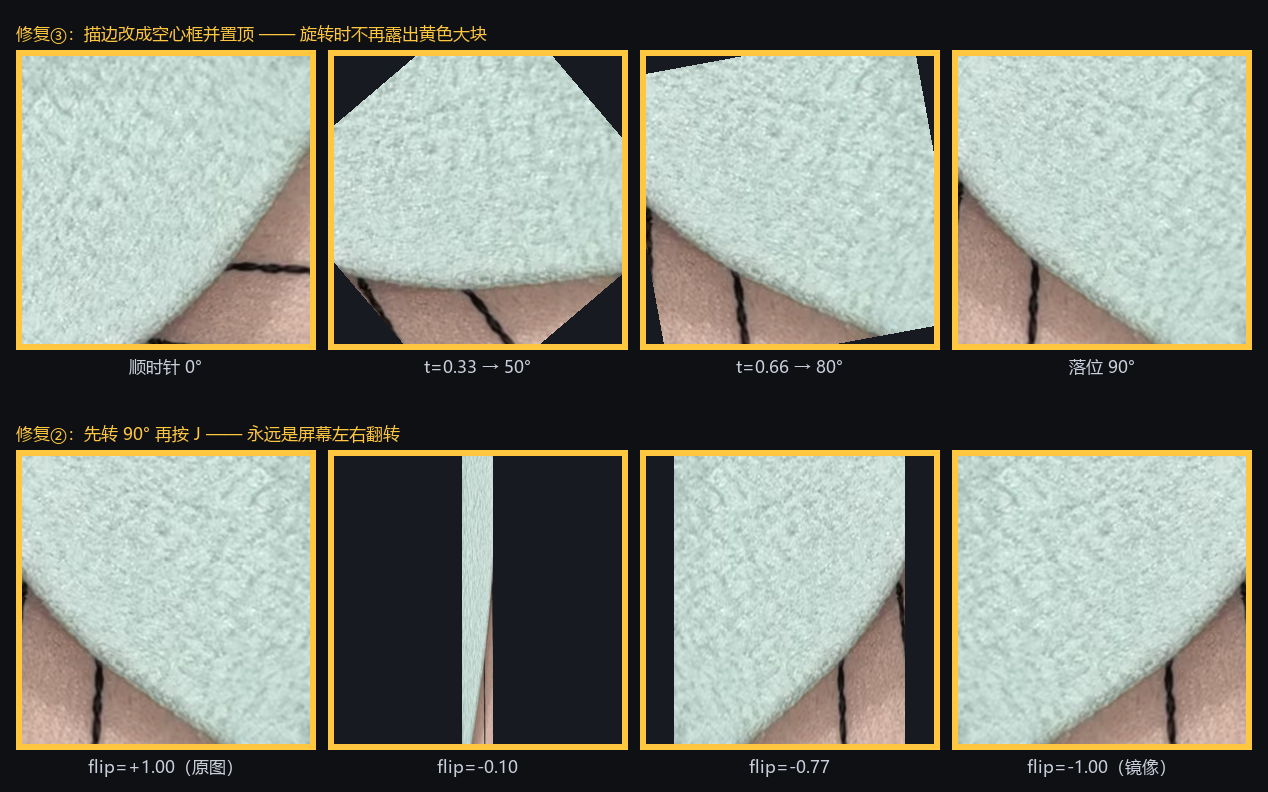 修复③：描边改成空心框并置顶 —— 旋转时不再露出黄色大块
顺时针 0°
t=0.33 → 50°
t=0.66 → 80°
落位 90°
修复②：先转 90° 再按 J —— 永远是屏幕左右翻转
flip=+1.00（原图）
flip=-0.10
flip=-0.77
flip=-1.00（镜像）